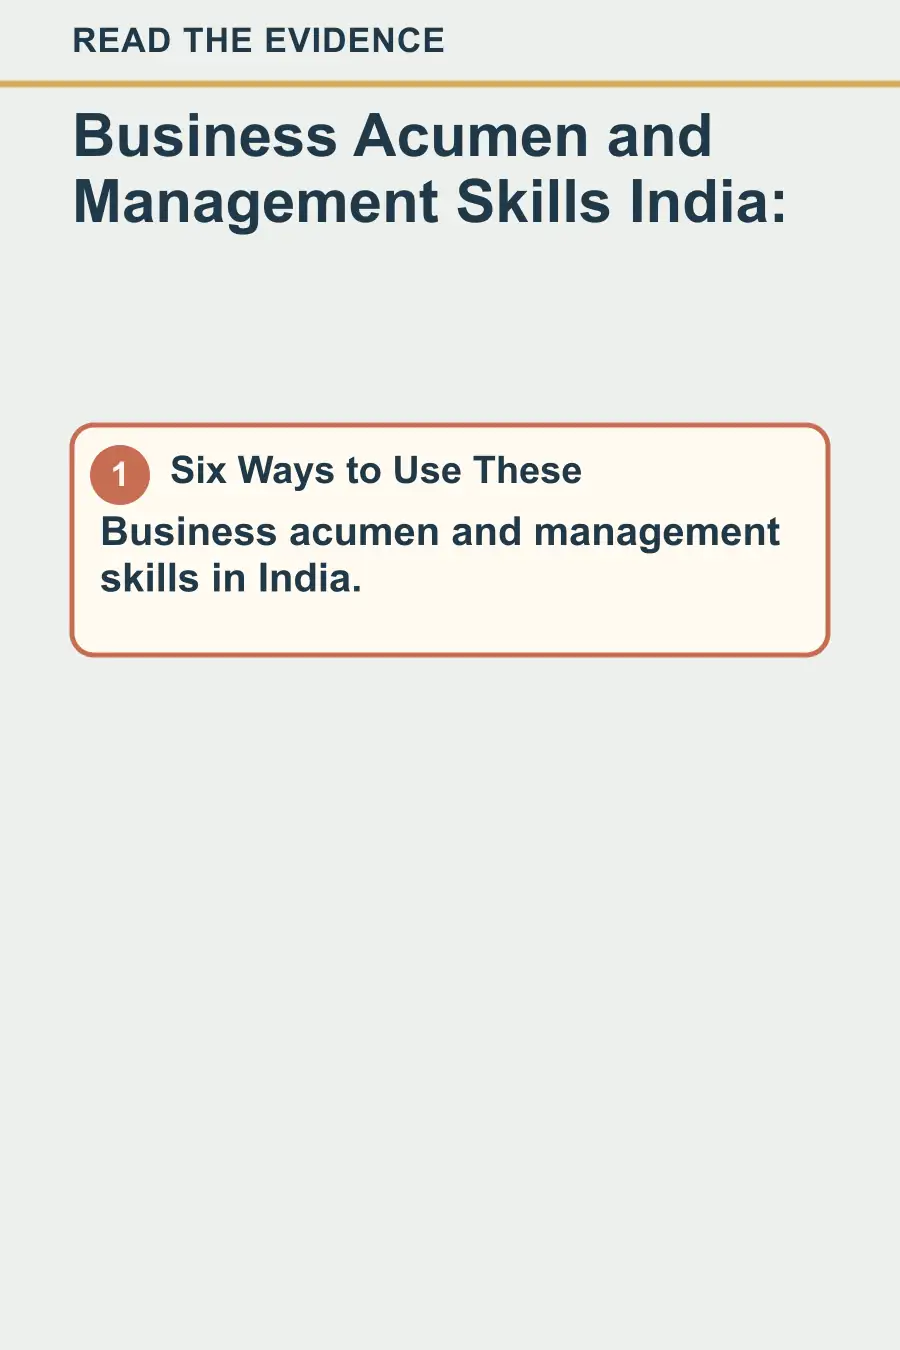 READ THE EVIDENCE
Business Acumen and
Management Skills India:
1 Six Ways to Use These
Business acumen and management
skills in India.